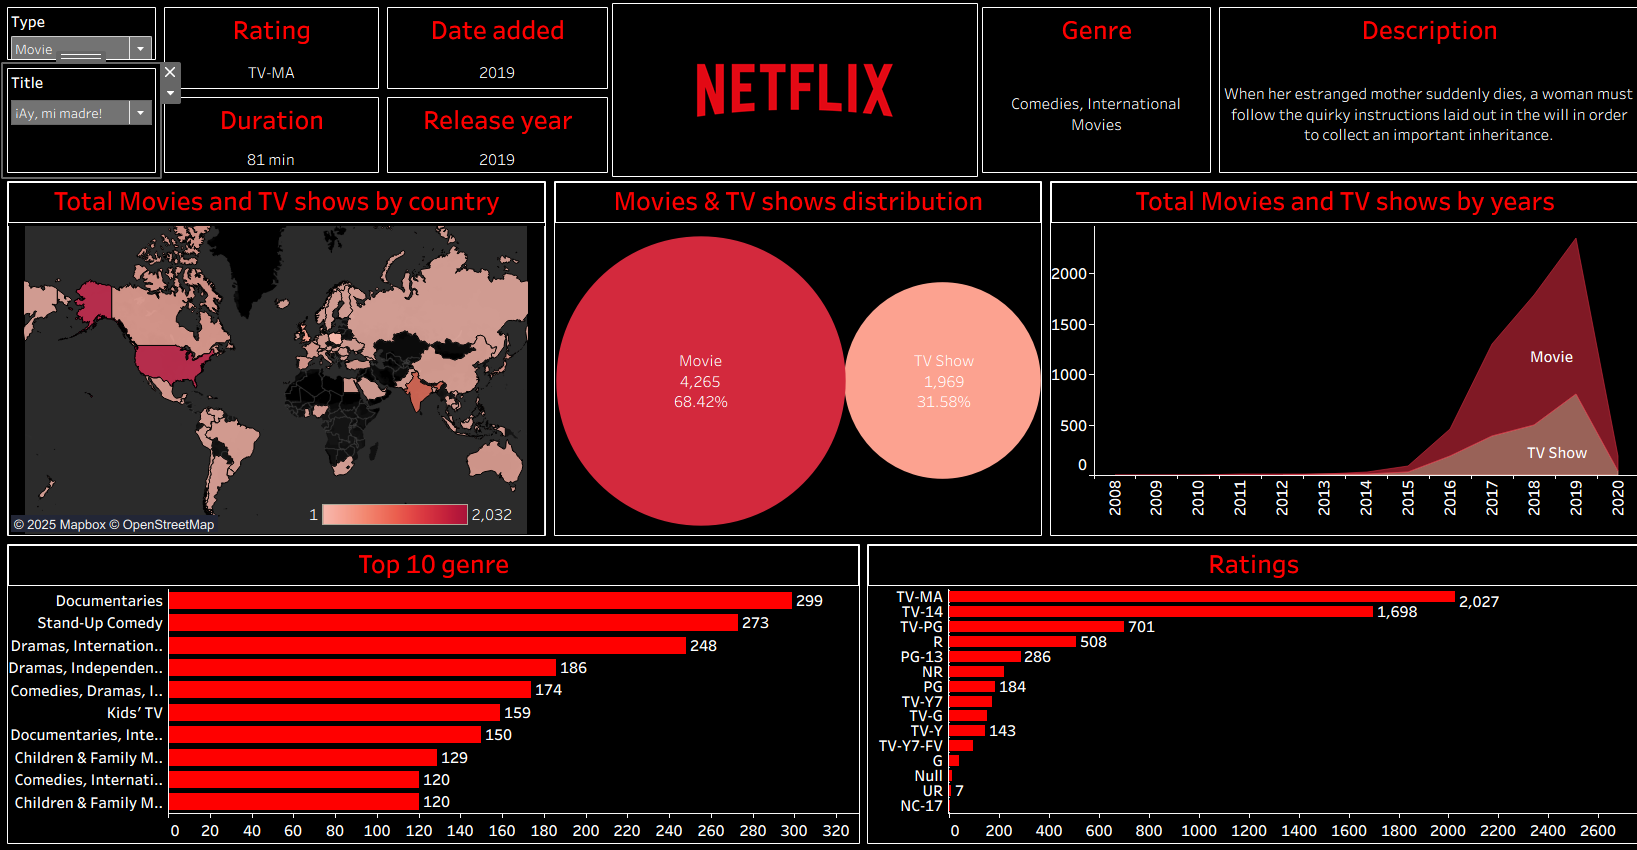 Type
Movie
Title
¡Ay, mi madre!
Rating
TV-MA
Duration
81 min
Date added
2019
Release year
2019
NETFLIX
Genre
Comedies, International
Movies
Description
When her estranged mother suddenly dies, a woman must
follow the quirky instructions laid out in the will in order
to collect an important inheritance.
Total Movies and TV shows by country
1
2,032
© 2025 Mapbox © OpenStreetMap
Movies & TV shows distribution
Movie
4,265
68.42%
TV Show
1,969
31.58%
Total Movies and TV shows by years
2000
1500
1000
500
0
Movie
TV Show
2008
2009
2010
2011
2012
2013
2014
2015
2016
2017
2018
2019
2020
Top 10 genre
Documentaries 299
Stand-Up Comedy 273
Dramas, Internation.. 248
Dramas, Independen.. 186
Comedies, Dramas, I.. 174
Kids’ TV 159
Documentaries, Inte.. 150
Children & Family M.. 129
Comedies, Internati.. 120
Children & Family M.. 120
0 20 40 60 80 100 120 140 160 180 200 220 240 260 280 300 320
Ratings
TV-MA 2,027
TV-14 1,698
TV-PG 701
R 508
PG-13 286
NR
PG 184
TV-Y7
TV-G
TV-Y 143
TV-Y7-FV
G
Null
UR 7
NC-17
0 200 400 600 800 1000 1200 1400 1600 1800 2000 2200 2400 2600